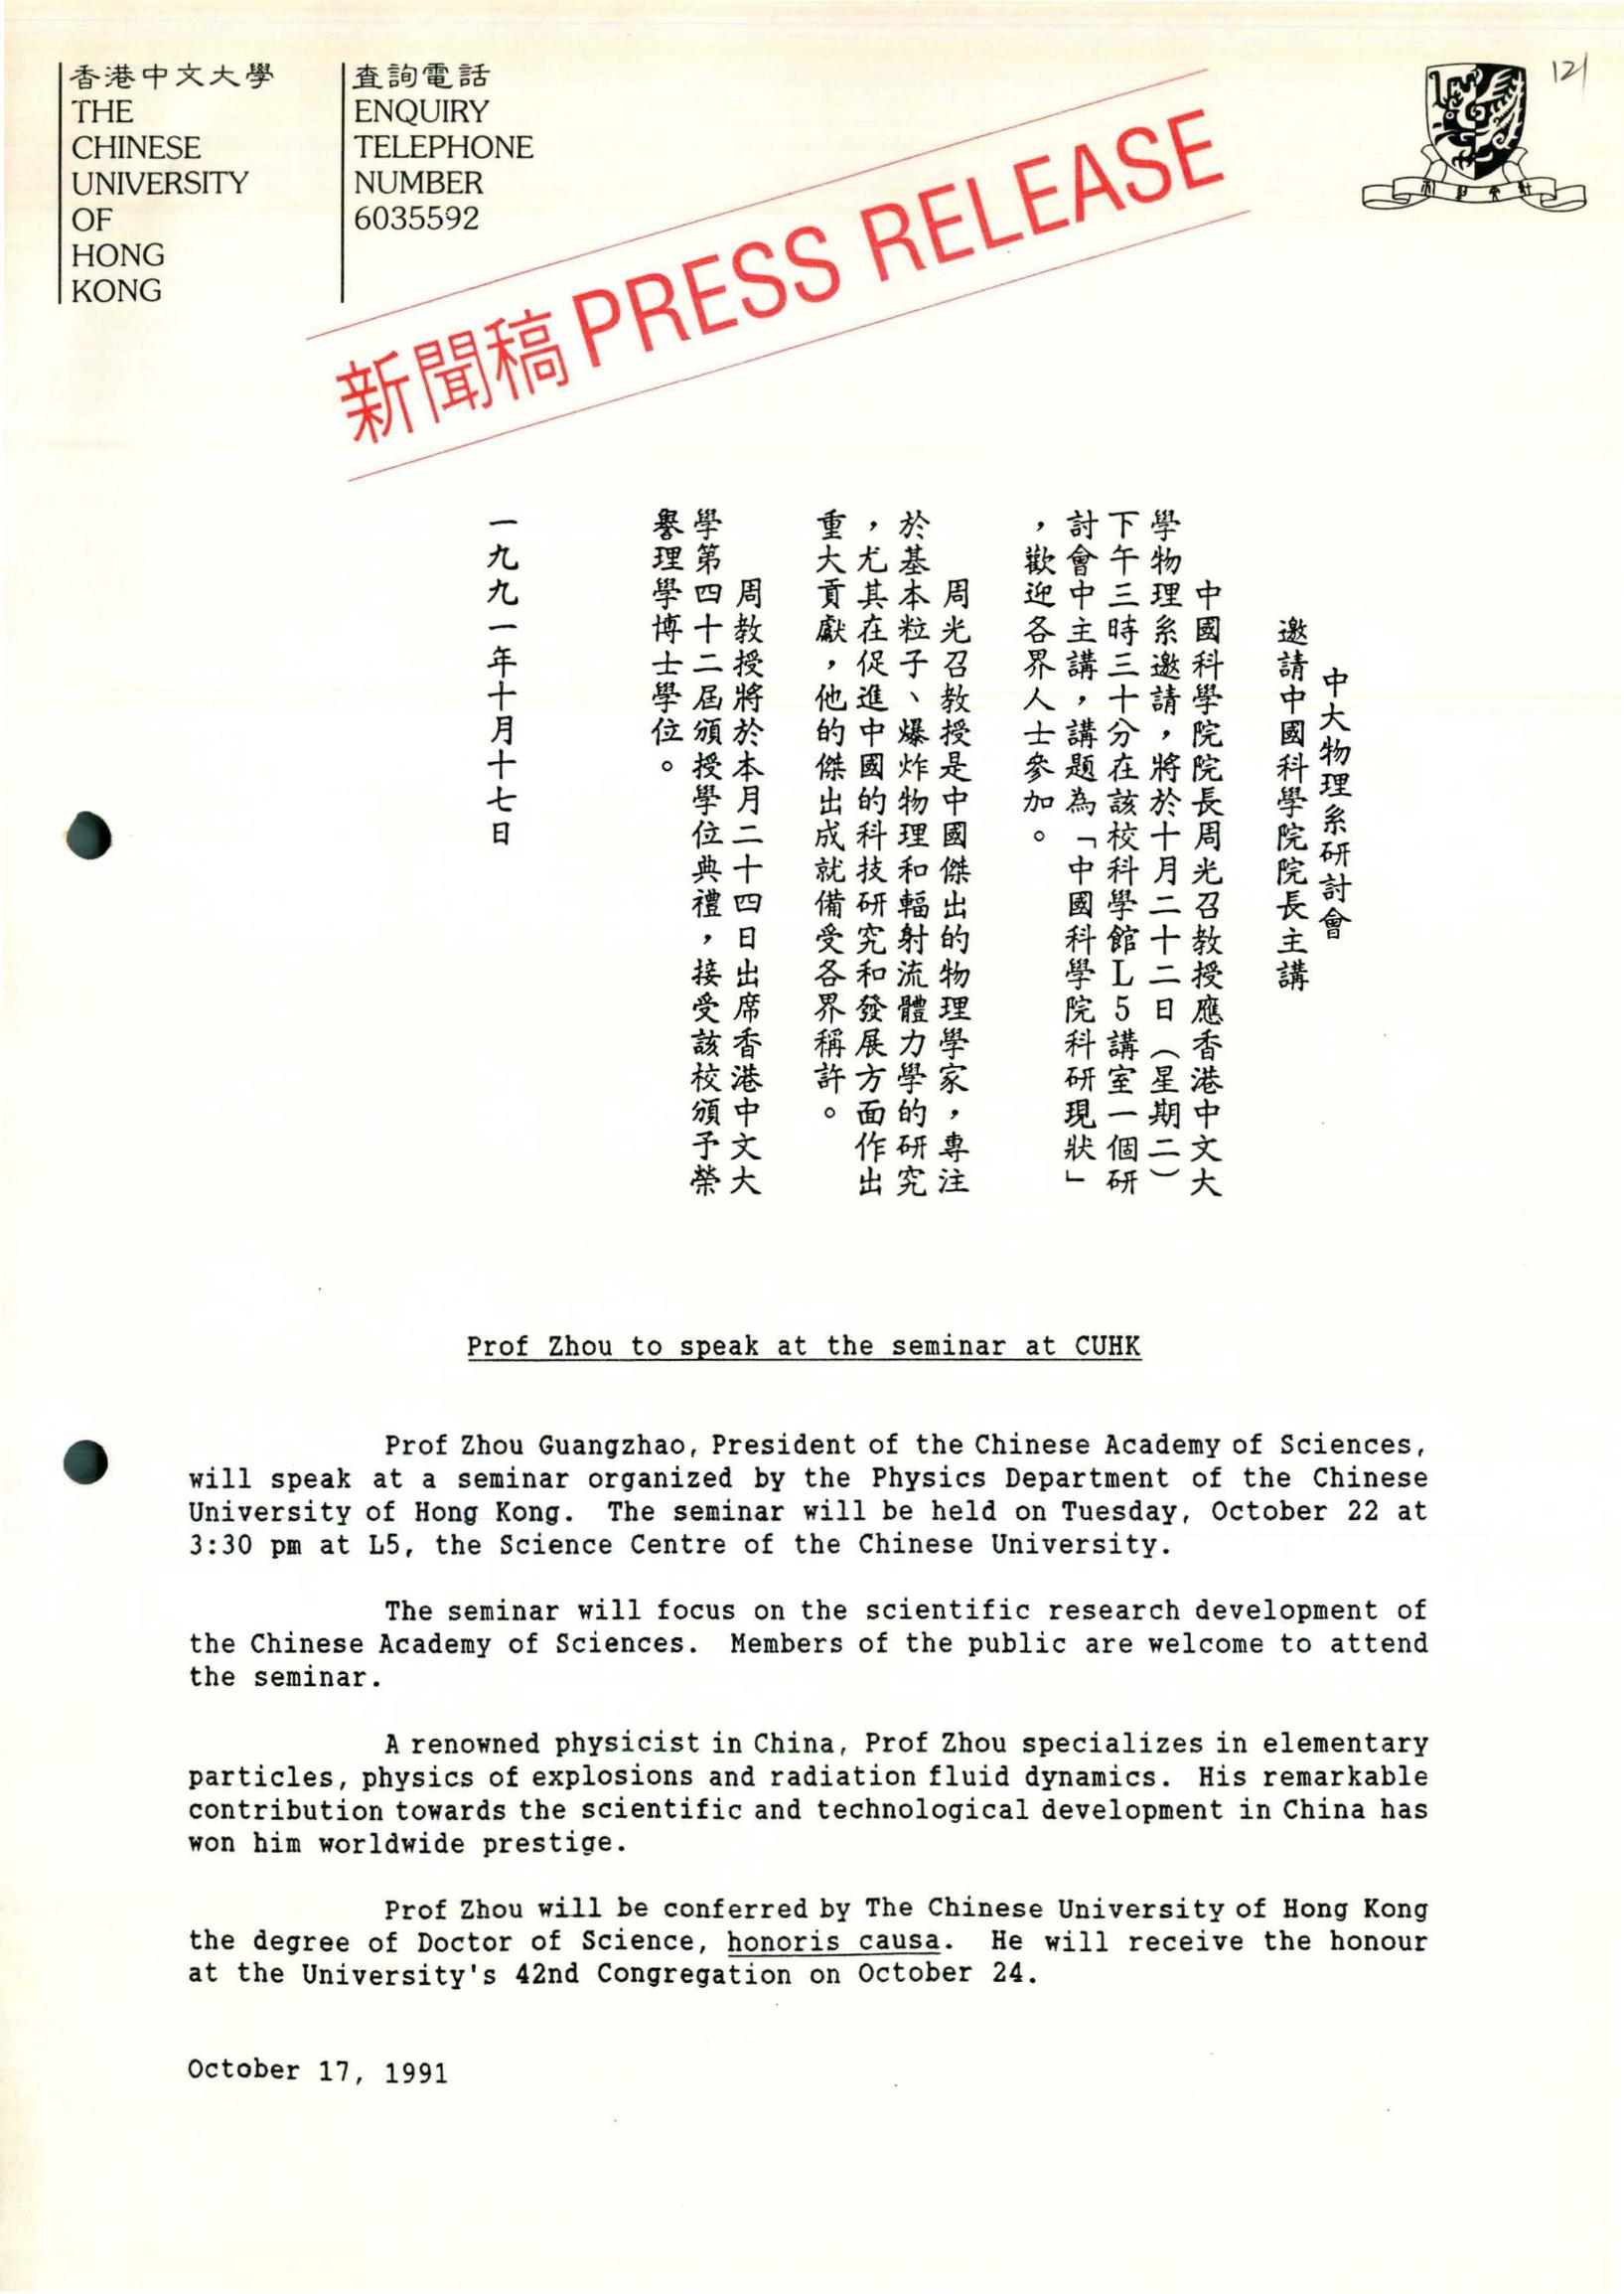 香港中文大學
THE
CHINESE
UNIVERSITY
OF
HONG
KONG
查詢電話
ENQUIRY
TELEPHONE
NUMBER
6035592
121
新聞稿 PRESS RELEASE
中大物理系研討會
邀請中國科學院院長主講
中國科學院院長周光召教授應香港中文大
學物理系邀請，將於十月二十二日（星期二）
下午三時三十分在該校科學館L5講室一個研
討會中主講，講題為「中國科學院科研現狀」
，歡迎各界人士參加。
周光召教授是中國傑出的物理學家，專注
於基本粒子、爆炸物理和輻射流體力學的研究
，尤其在促進中國的科技研究和發展方面作出
重大貢獻，他的傑出成就備受各界稱許。
周教授將於本月二十四日出席香港中文大
學第四十二屆頒授學位典禮，接受該校頒予榮
譽理學博士學位。
一九九一年十月十七日
Prof Zhou to speak at the seminar at CUHK
Prof Zhou Guangzhao, President of the Chinese Academy of Sciences,
will speak at a seminar organized by the Physics Department of the Chinese
University of Hong Kong. The seminar will be held on Tuesday, October 22 at
3:30 pm at L5, the Science Centre of the Chinese University.
The seminar will focus on the scientific research development of
the Chinese Academy of Sciences. Members of the public are welcome to attend
the seminar.
A renowned physicist in China, Prof Zhou specializes in elementary
particles, physics of explosions and radiation fluid dynamics. His remarkable
contribution towards the scientific and technological development in China has
won him worldwide prestige.
Prof Zhou will be conferred by The Chinese University of Hong Kong
the degree of Doctor of Science, honoris causa. He will receive the honour
at the University's 42nd Congregation on October 24.
October 17, 1991